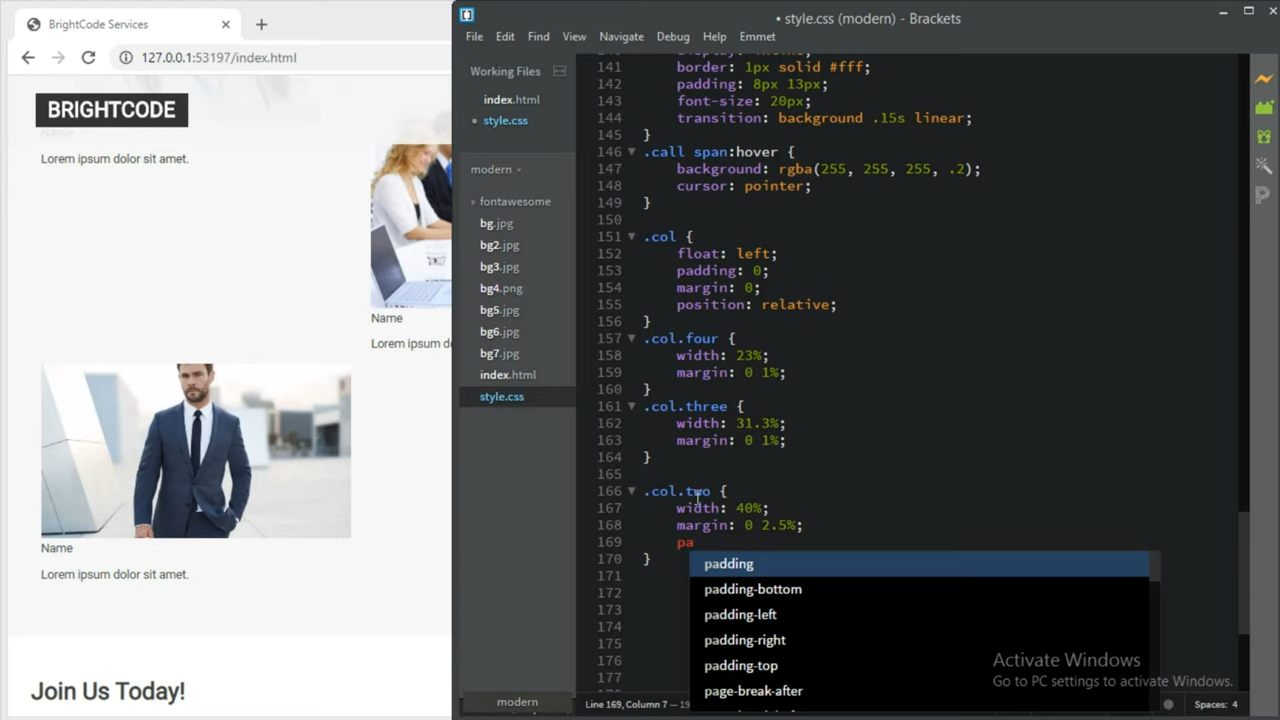 BrightCode Services
127.0.0.1:53197/index.html
BRIGHTCODE
Name
Lorem ipsum dolor sit amet.
Name
Lorem ipsum d
Name
Lorem ipsum dolor sit amet.
Join Us Today!
• style.css (modern) - Brackets
File Edit Find View Navigate Debug Help Emmet
Working Files
index.html
style.css
modern
fontawesome
bg.jpg
bg2.jpg
bg3.jpg
bg4.png
bg5.jpg
bg6.jpg
bg7.jpg
index.html
style.css
modern
141 border: 1px solid #fff;
142 padding: 8px 13px;
143 font-size: 20px;
144 transition: background .15s linear;
145 }
146 .call span:hover {
147 background: rgba(255, 255, 255, .2);
148 cursor: pointer;
149 }
150
151 .col {
152 float: left;
153 padding: 0;
154 margin: 0;
155 position: relative;
156 }
157 .col.four {
158 width: 23%;
159 margin: 0 1%;
160 }
161 .col.three {
162 width: 31.3%;
163 margin: 0 1%;
164 }
165
166 .col.two {
167 width: 40%;
168 margin: 0 2.5%;
169 pa
170 }
171
172
173
174
175
176
177
padding
padding-bottom
padding-left
padding-right
padding-top
page-break-after
Activate Windows
Go to PC settings to activate Windows.
Line 169, Column 7 — 19
Spaces: 4